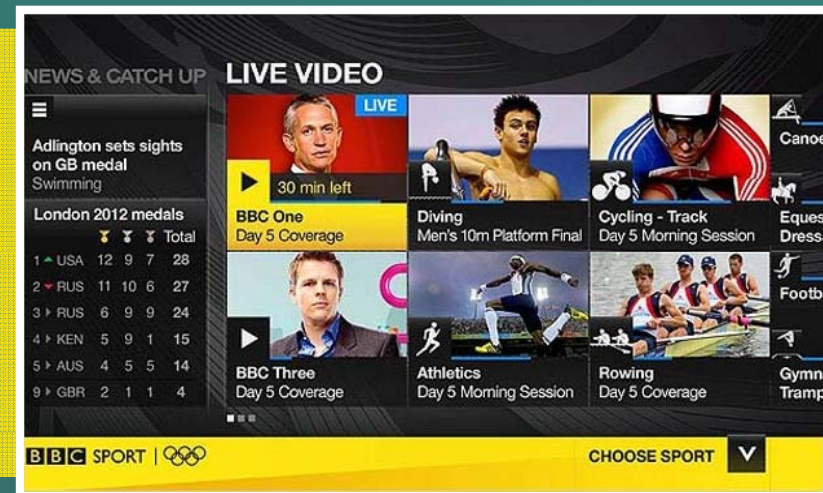 NEWS & CATCH UP
Adlington sets sights
on GB medal
Swimming
London 2012 medals
Total
1 USA 12 9 7 28
2 RUS 11 10 6 27
3 RUS 6 9 9 24
4 KEN 5 9 1 15
5 AUS 4 5 5 14
9 GBR 2 1 1 4
LIVE VIDEO
LIVE
30 min left
BBC One
Day 5 Coverage
Diving
Men's 10m Platform Final
Cycling - Track
Day 5 Morning Session
Canoe
Eques
Dress
BBC Three
Day 5 Coverage
Athletics
Day 5 Morning Session
Rowing
Day 5 Coverage
Footb
Gymn
Tramp
BBC SPORT
CHOOSE SPORT